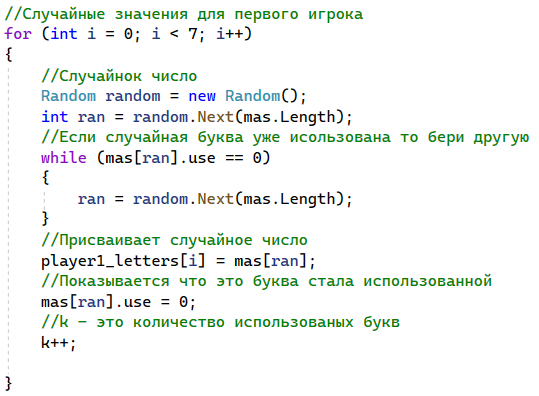 //Случайные значения для первого игрока
for (int i = 0; i < 7; i++)
{
//Случайнок число
Random random = new Random();
int ran = random.Next(mas.Length);
//Если случайная буква уже исользована то бери другую
while (mas[ran].use == 0)
{
ran = random.Next(mas.Length);
}
//Присваивает случайное число
player1_letters[i] = mas[ran];
//Показывается что это буква стала использованной
mas[ran].use = 0;
//k - это количество использованых букв
k++;
}